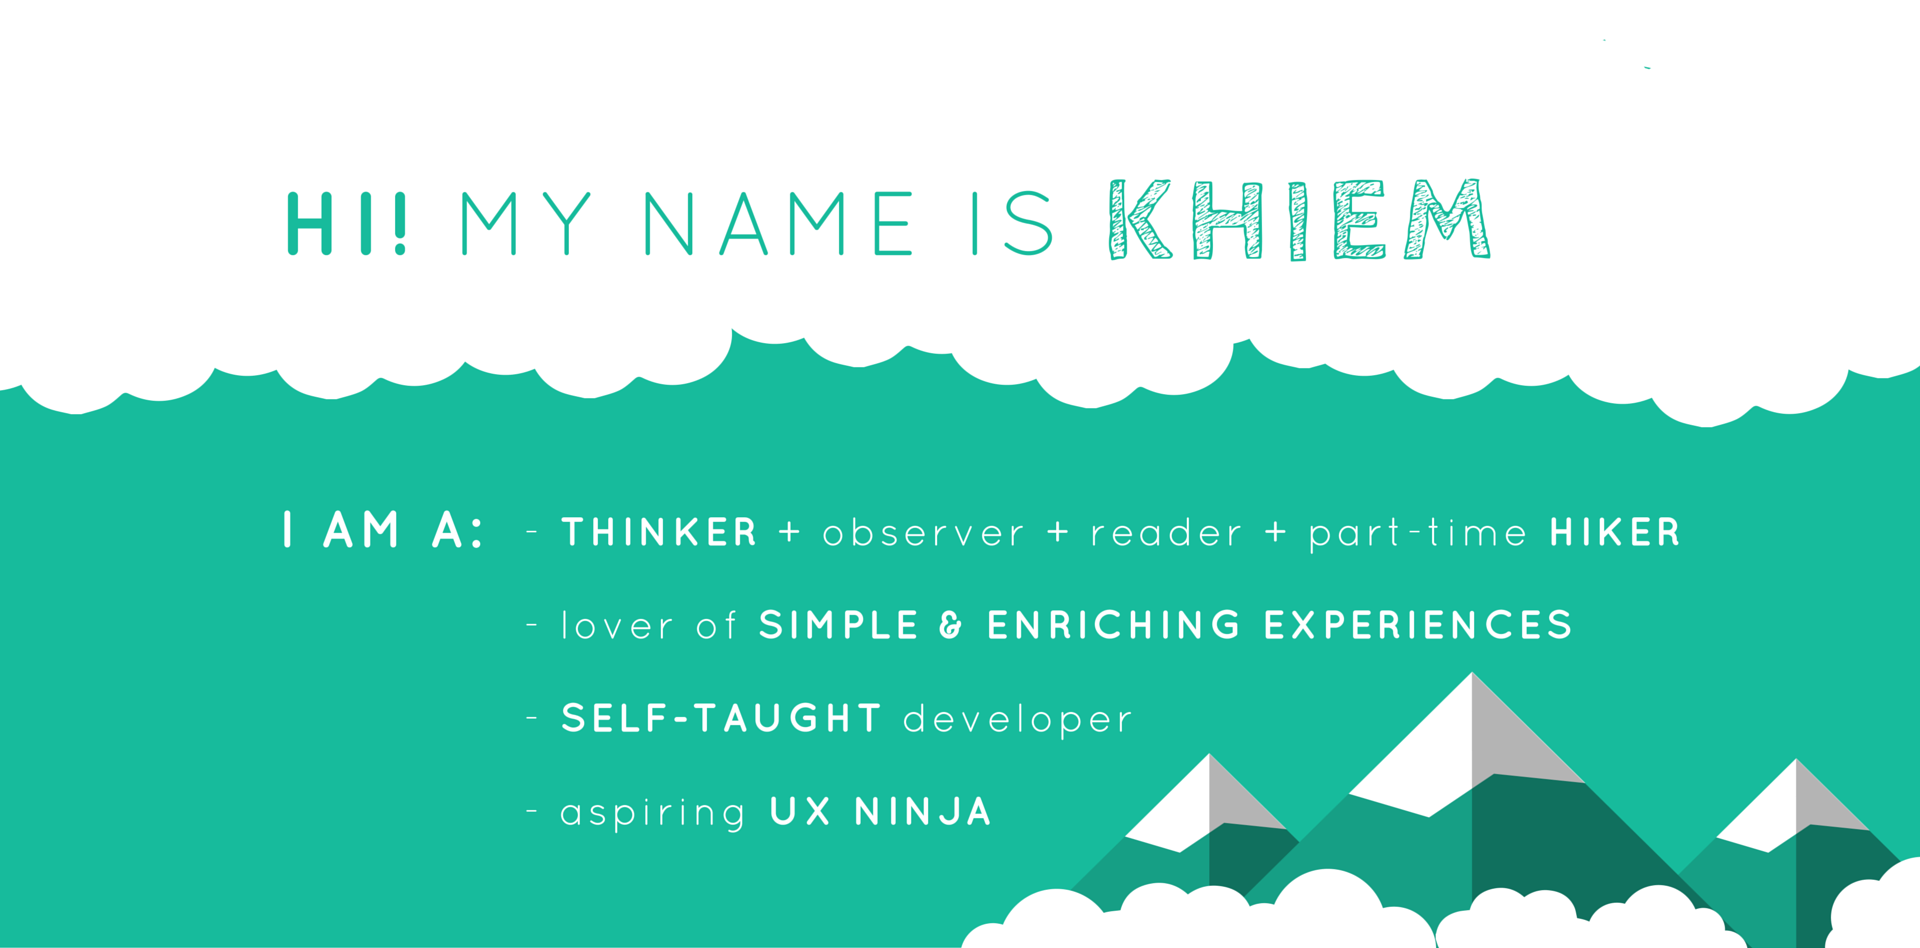 HI! MY NAME IS KHIEM
I AM A: - THINKER + observer + reader + part-time HIKER
- lover of SIMPLE & ENRICHING EXPERIENCES
- SELF-TAUGHT developer
- aspiring UX NINJA